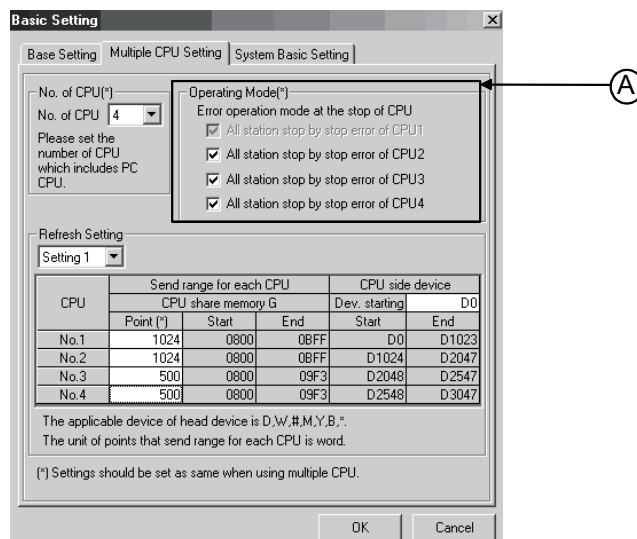 Basic Setting
Base Setting Multiple CPU Setting System Basic Setting
No. of CPU(*)
No. of CPU 4
Please set the
number of CPU
which includes PC
CPU.
Operating Mode(*)
Error operation mode at the stop of CPU
All station stop by stop error of CPU1
All station stop by stop error of CPU2
All station stop by stop error of CPU3
All station stop by stop error of CPU4
A
Refresh Setting
Setting 1
CPU Send range for each CPU CPU side device
CPU share memory G Dev. starting D0
Point (*) Start End Start End
No.1 1024 0800 0BFF D0 D1023
No.2 1024 0800 0BFF D1024 D2047
No.3 500 0800 09F3 D2048 D2547
No.4 500 0800 09F3 D2548 D3047
The applicable device of head device is D,W,#,M,Y,B,*.
The unit of points that send range for each CPU is word.
(*) Settings should be set as same when using multiple CPU.
OK Cancel